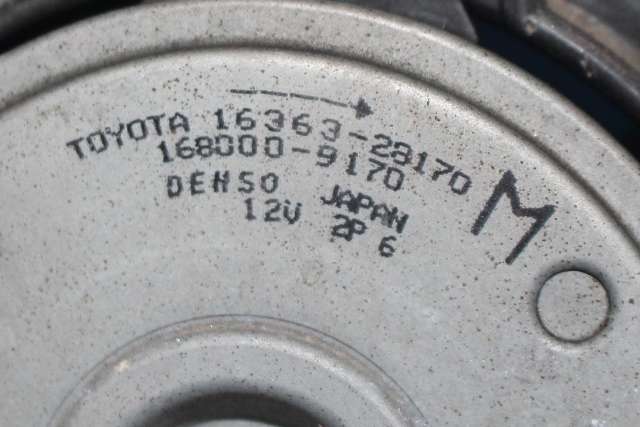 TOYOTA 16363-28170
168000-9170
DENSO JAPAN
12V 2P 6
M